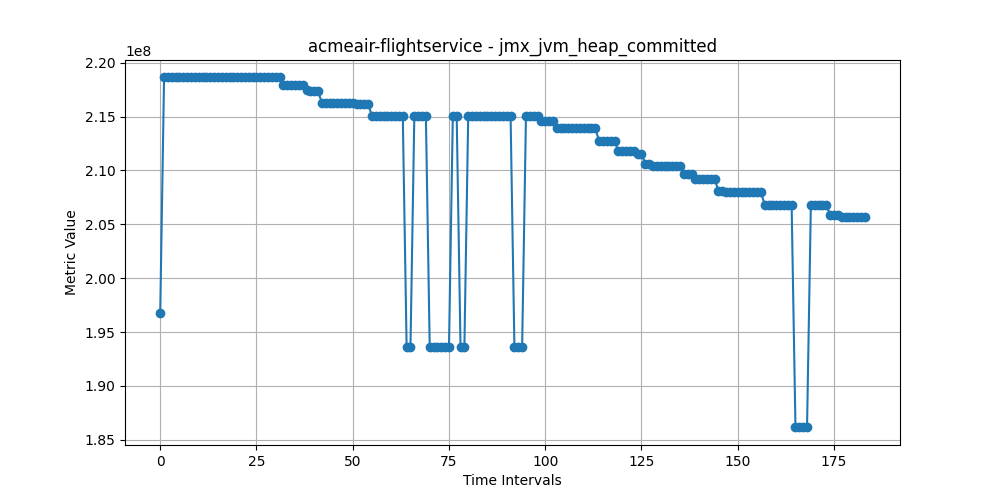 acmeair-flightservice - jmx_jvm_heap_committed
1e8
2.20
2.15
2.10
2.05
2.00
1.95
1.90
1.85
Metric Value
0 25 50 75 100 125 150 175
Time Intervals